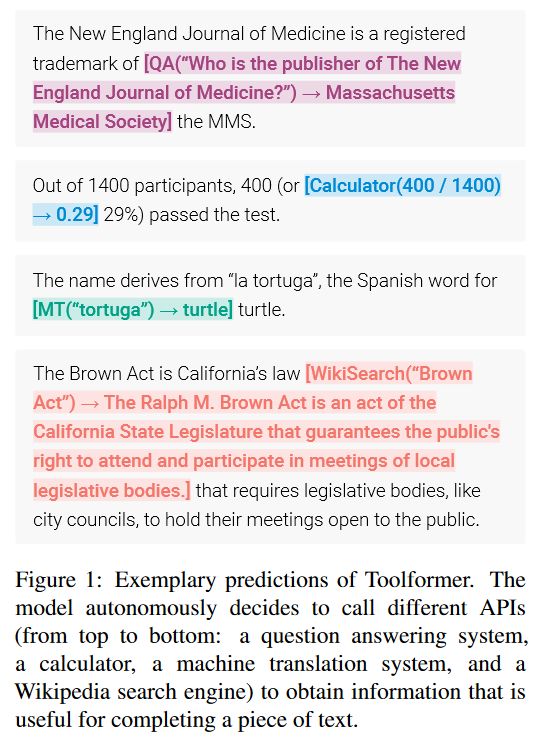 The New England Journal of Medicine is a registered
trademark of [QA(“Who is the publisher of The New
England Journal of Medicine?”) → Massachusetts
Medical Society] the MMS.
Out of 1400 participants, 400 (or [Calculator(400 / 1400)
→ 0.29] 29%) passed the test.
The name derives from “la tortuga”, the Spanish word for
[MT(“tortuga”) → turtle] turtle.
The Brown Act is California’s law [WikiSearch(“Brown
Act”) → The Ralph M. Brown Act is an act of the
California State Legislature that guarantees the public's
right to attend and participate in meetings of local
legislative bodies.] that requires legislative bodies, like
city councils, to hold their meetings open to the public.
Figure 1: Exemplary predictions of Toolformer. The
model autonomously decides to call different APIs
(from top to bottom: a question answering system,
a calculator, a machine translation system, and a
Wikipedia search engine) to obtain information that is
useful for completing a piece of text.